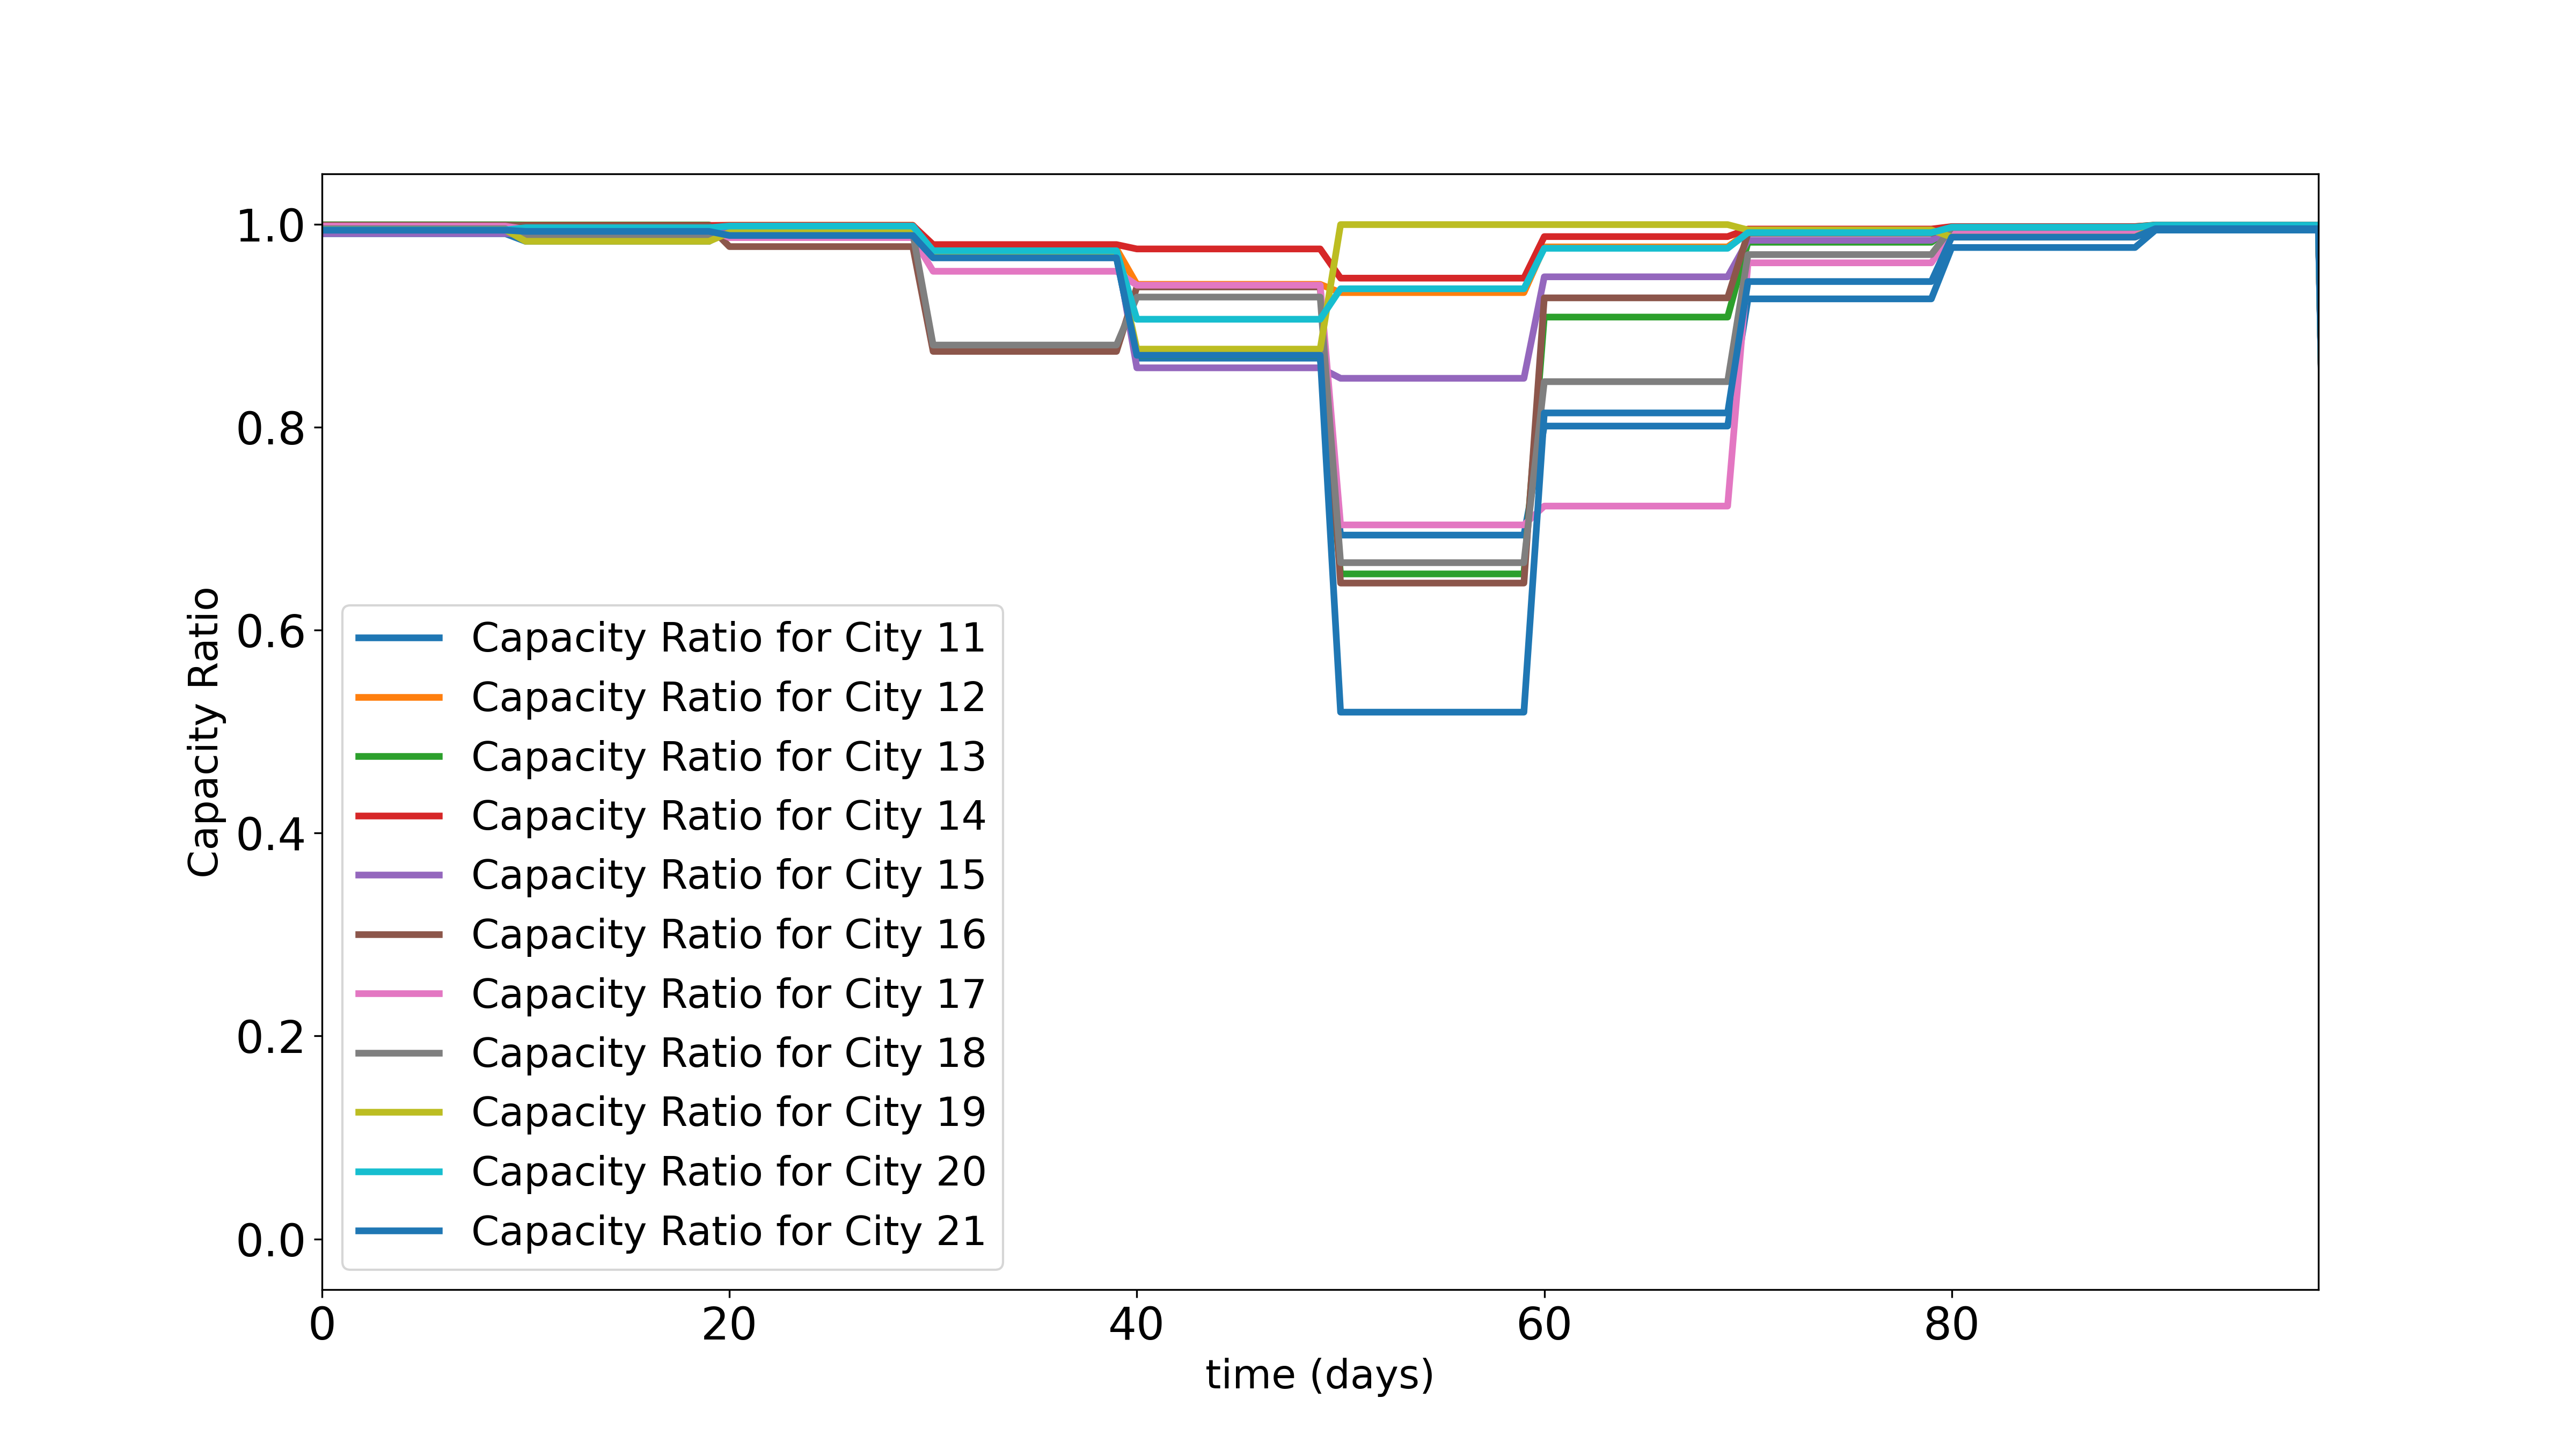 1.0
0.8
0.6
0.4
0.2
0.0
Capacity Ratio
Capacity Ratio for City 11
Capacity Ratio for City 12
Capacity Ratio for City 13
Capacity Ratio for City 14
Capacity Ratio for City 15
Capacity Ratio for City 16
Capacity Ratio for City 17
Capacity Ratio for City 18
Capacity Ratio for City 19
Capacity Ratio for City 20
Capacity Ratio for City 21
0 20 40 60 80
time (days)